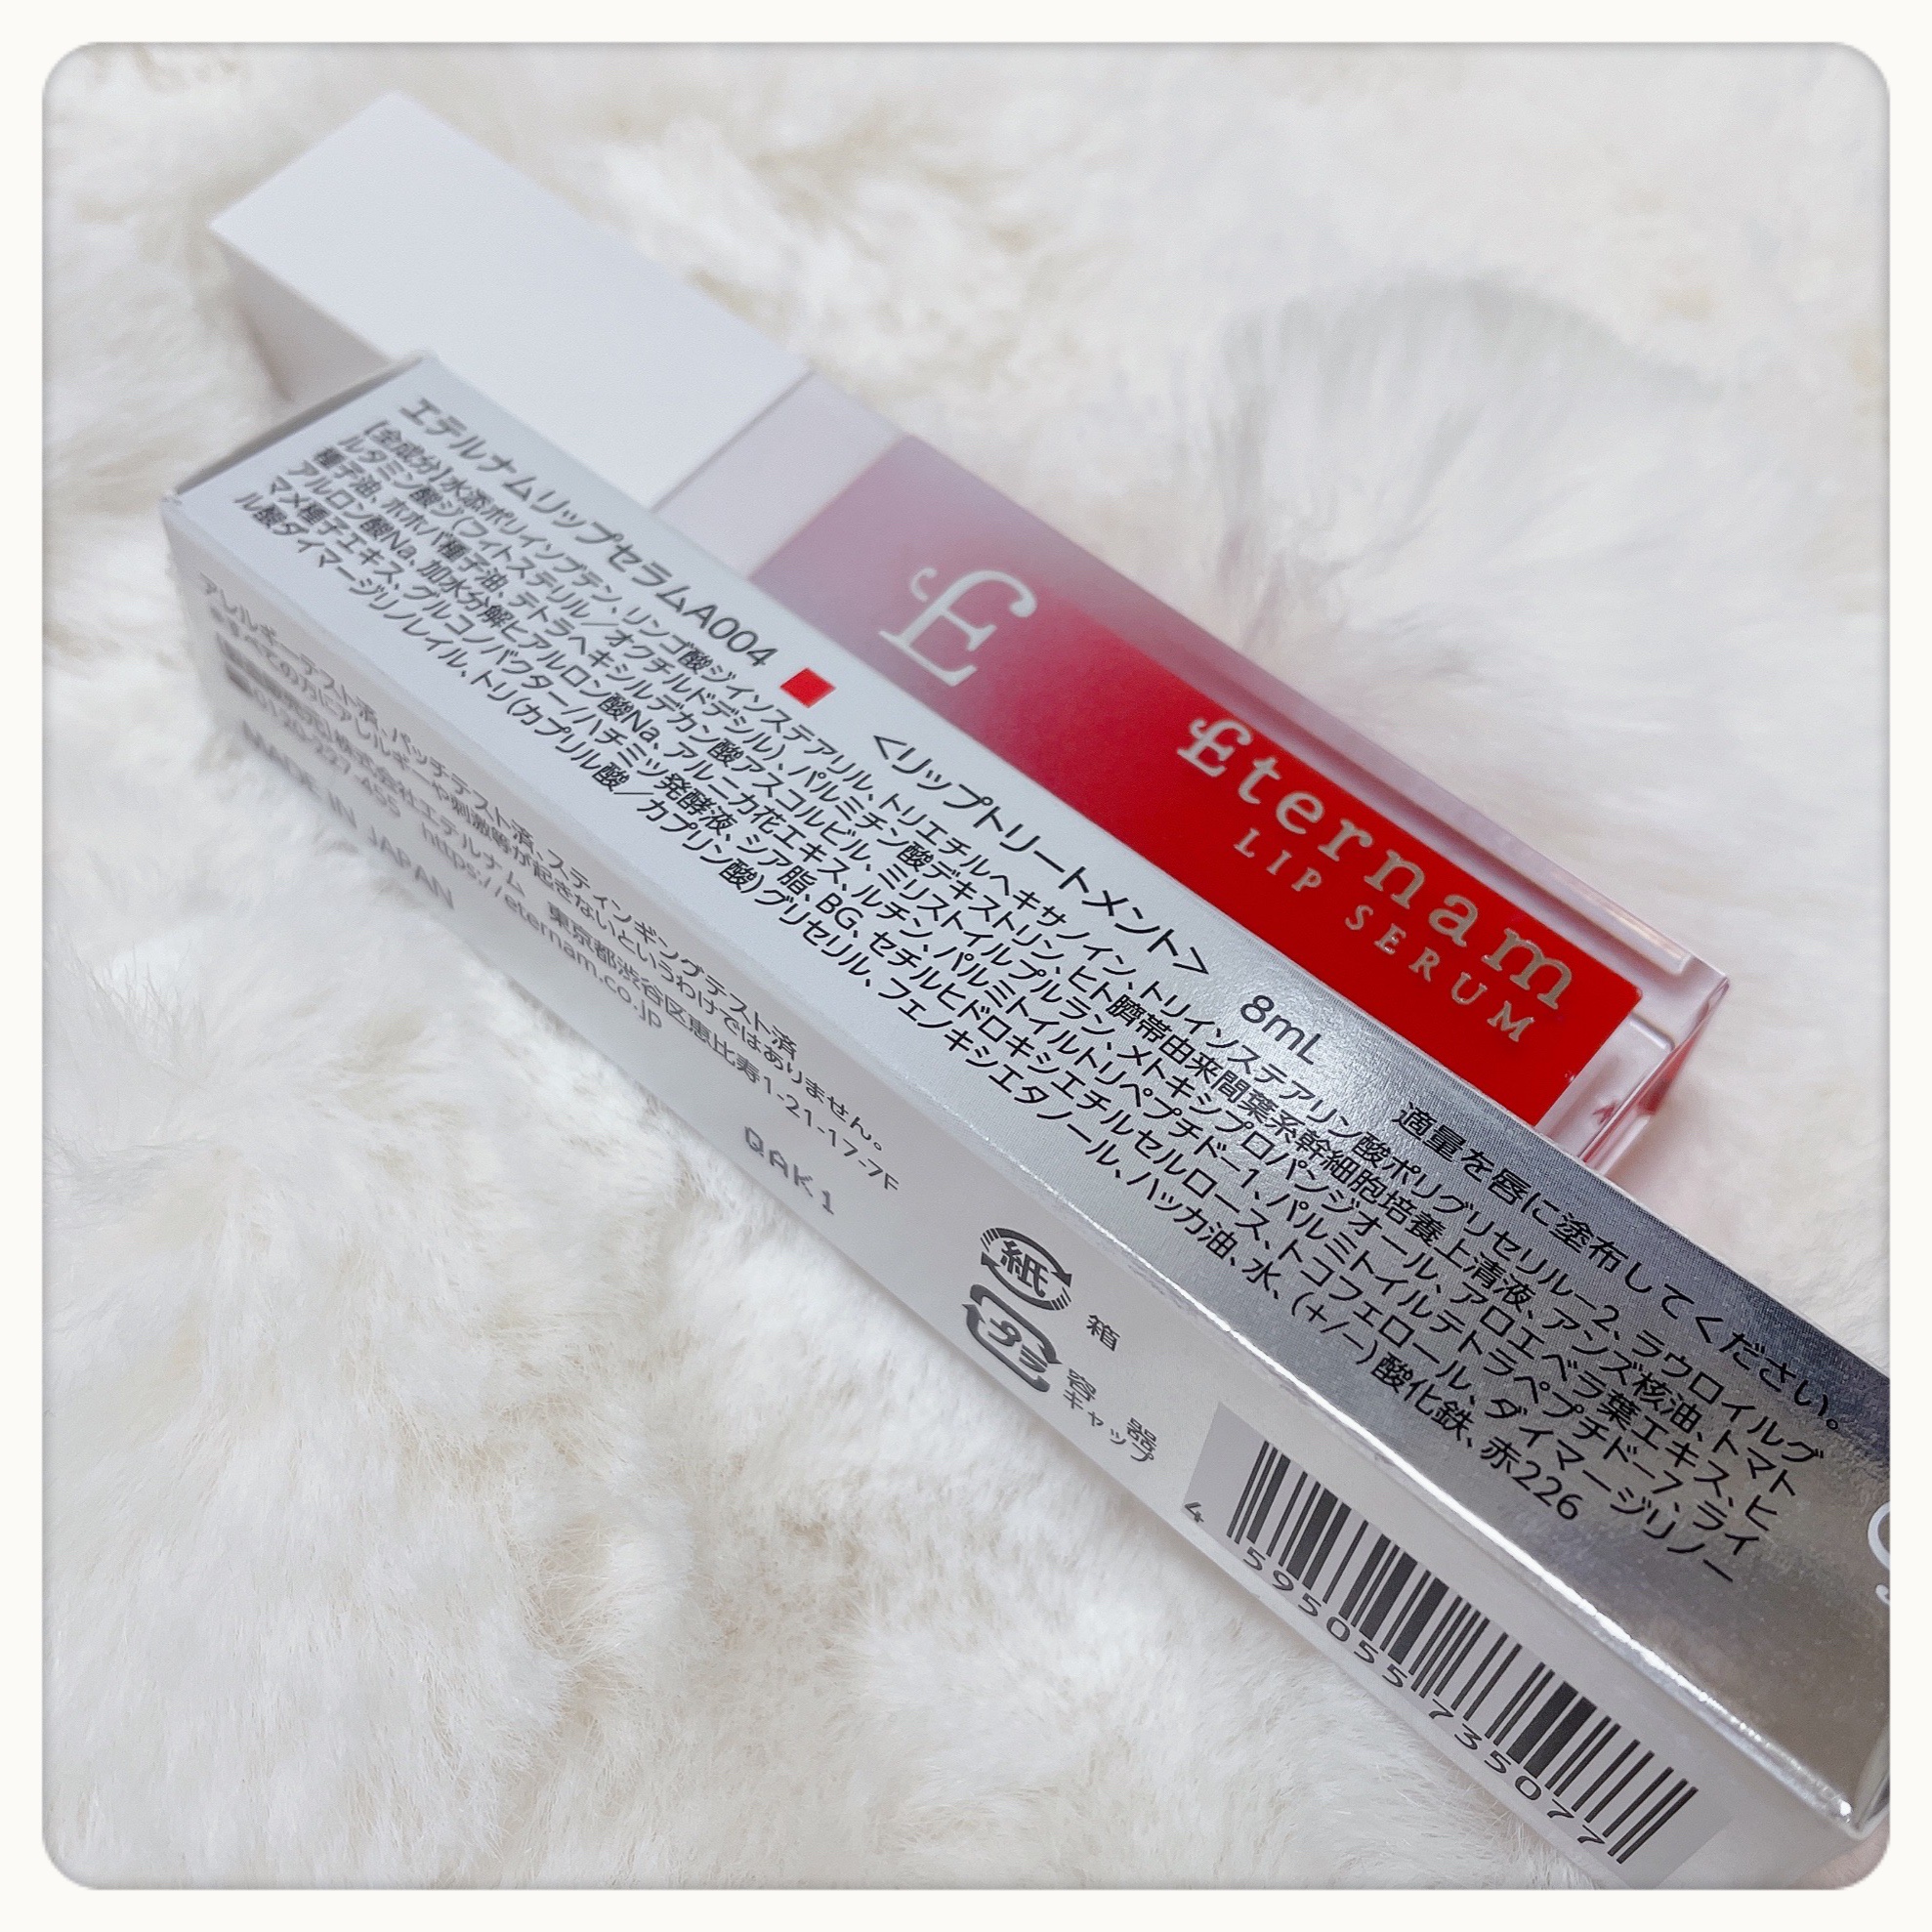 E
Eternam
LIP SERUM
エテルナムリップセラムA004
<リップトリートメント>
8mL
適量を唇に塗布してください。
【全成分】水添ポリイソブテン、リンゴ酸ジイソステアリル、トリエチルヘキサノイン、トリイソステアリン酸ポリグリセリル-2、ラウロイルグ
ルタミン酸ジ(フィトステリル/オクチルドデシル)、パルミチン酸デキストリン、ヒト臍帯由来間葉系幹細胞培養上清液、アンズ核油、トマト
種子油、ホホバ種子油、テトラヘキシルデカン酸アスコルビル、ミリストイルプルラン、メトキシプロパンジオール、アロエベラ葉エキス、ヒ
アルロン酸Na、加水分解ヒアルロン酸Na、アルニカ花エキス、ルチン、パルミトイルトリペプチド-1、パルミトイルテトラペプチド-7、ライ
マメ種子エキス、グルコノバクター/ハチミツ発酵液、シア脂、BG、セチルヒドロキシエチルセルロース、トコフェロール、ダイマージリノー
ル酸ダイマージリノレイル、トリ(カプリル酸/カプリン酸)グリセリル、フェノキシエタノール、ハッカ油、水、(+/-)酸化鉄、赤226
アレルギーテスト済、パッチテスト済、スティンギングテスト済
※すべての方にアレルギーや刺激等が起きないというわけではありません。
株式会社エテルナム 東京都渋谷区恵比寿1-21-17-7F
0120-227-455 https://eternam.co.jp
MADE IN JAPAN
QAK1
紙
箱
プラ
容器
キャップ
4 595055 735077